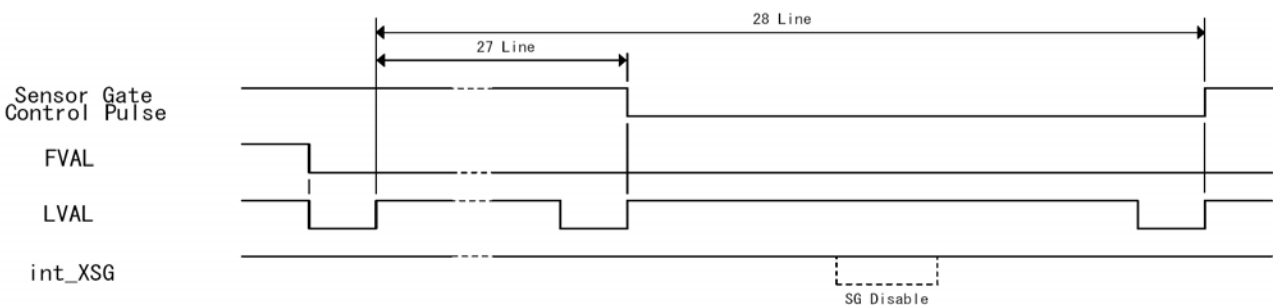 28 Line
27 Line
Sensor Gate
Control Pulse
FVAL
LVAL
int_XSG
SG Disable